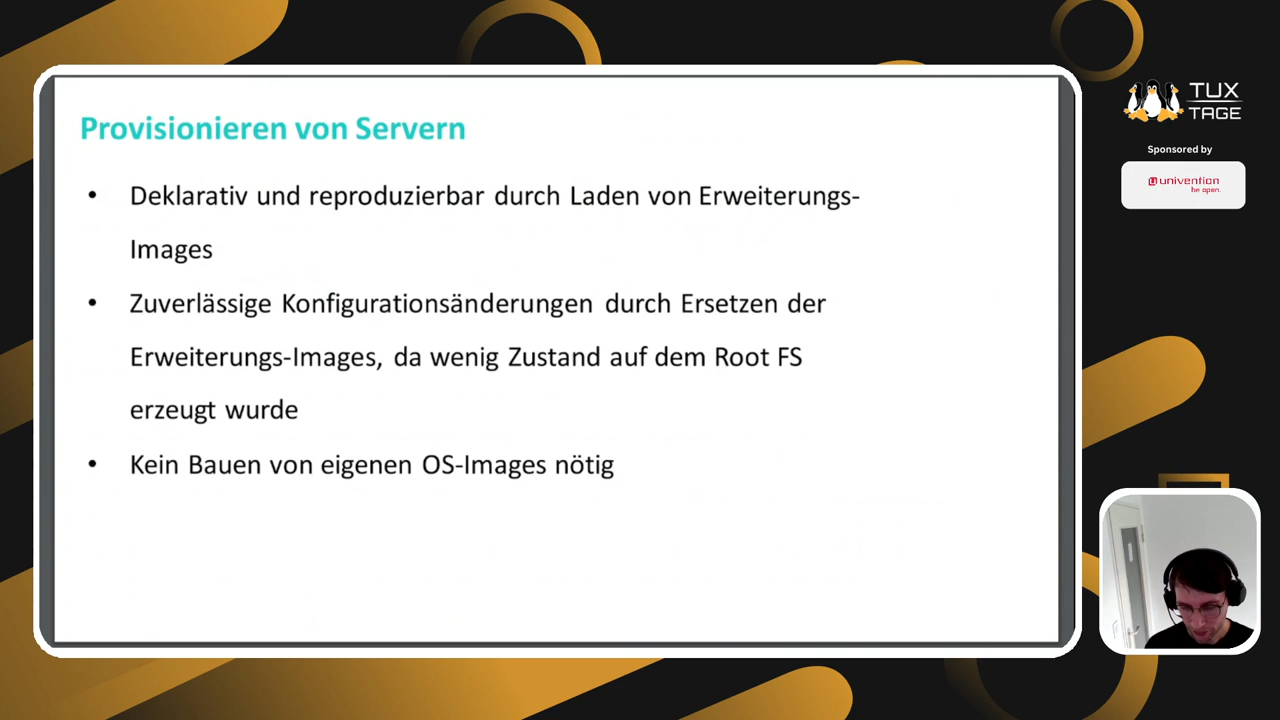 Provisionieren von Servern
• Deklarativ und reproduzierbar durch Laden von Erweiterungs-
Images
• Zuverlässige Konfigurationsänderungen durch Ersetzen der
Erweiterungs-Images, da wenig Zustand auf dem Root FS
erzeugt wurde
• Kein Bauen von eigenen OS-Images nötig
TUX
TAGE
Sponsored by
univention
be open.